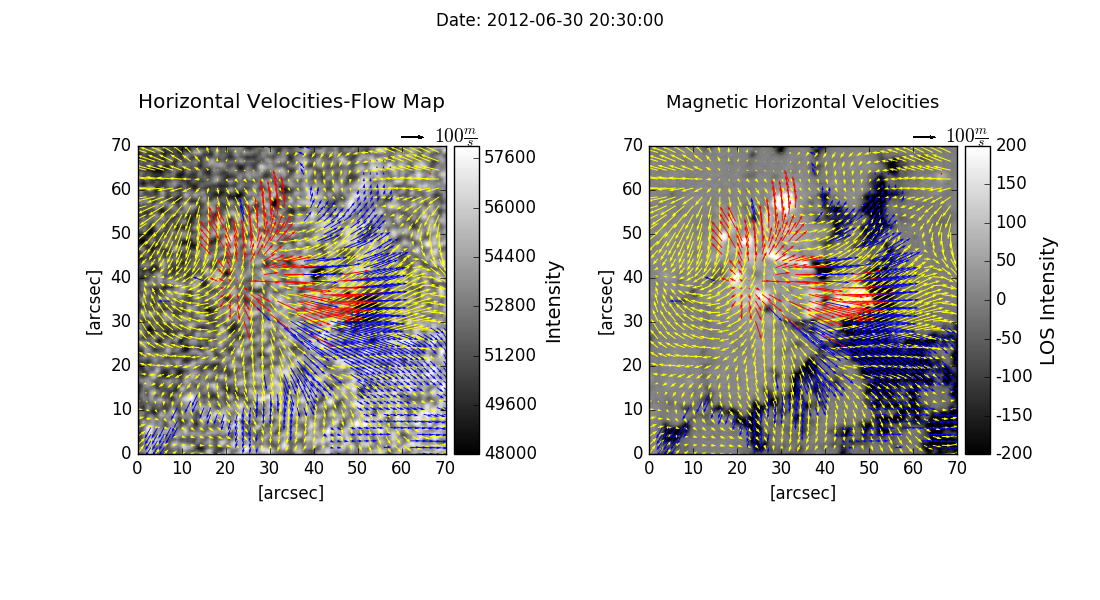 Date: 2012-06-30 20:30:00
Horizontal Velocities-Flow Map
100 m/s
70
60
50
40
30
20
10
0
[arcsec]
0 10 20 30 40 50 60 70
[arcsec]
57600
56000
54400
52800
51200
49600
48000
Intensity
Magnetic Horizontal Velocities
100 m/s
70
60
50
40
30
20
10
0
[arcsec]
0 10 20 30 40 50 60 70
[arcsec]
200
150
100
50
0
-50
-100
-150
-200
LOS Intensity